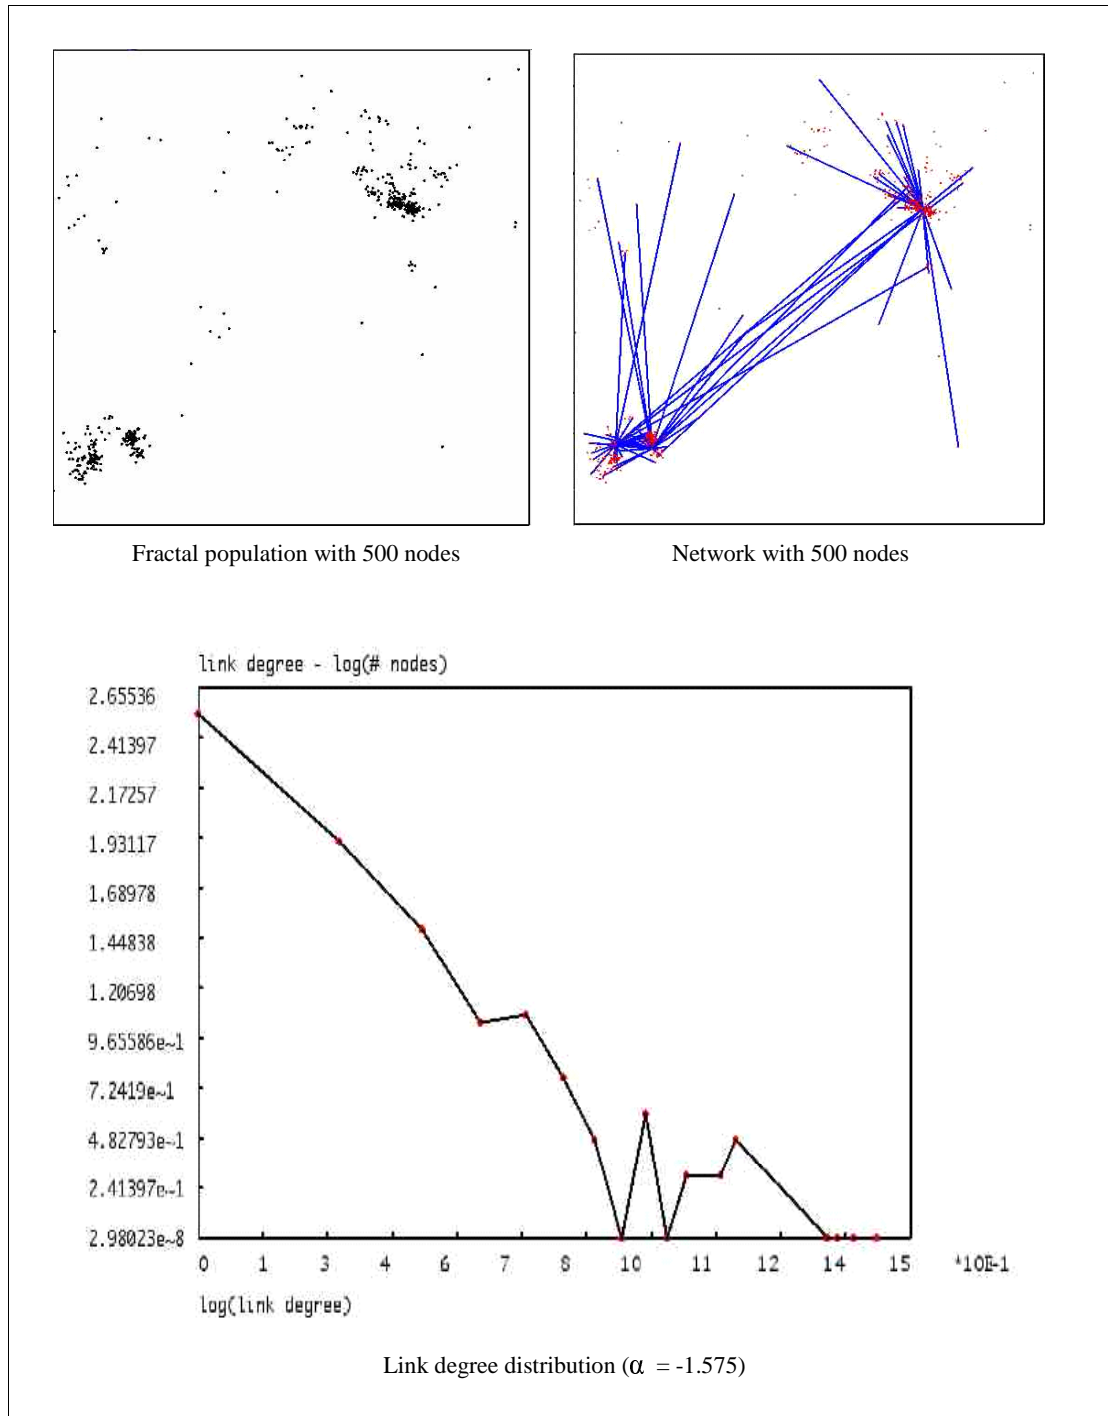 Fractal population with 500 nodes
Network with 500 nodes
link degree - log(# nodes)
2.65536
2.41397
2.17257
1.93117
1.68978
1.44838
1.20698
9.65586e~1
7.2419e~1
4.82793e~1
2.41397e~1
2.98023e~8
0 1 3 4 6 7 8 10 11 12 14 15 *10E-1
log(link degree)
Link degree distribution (α = -1.575)